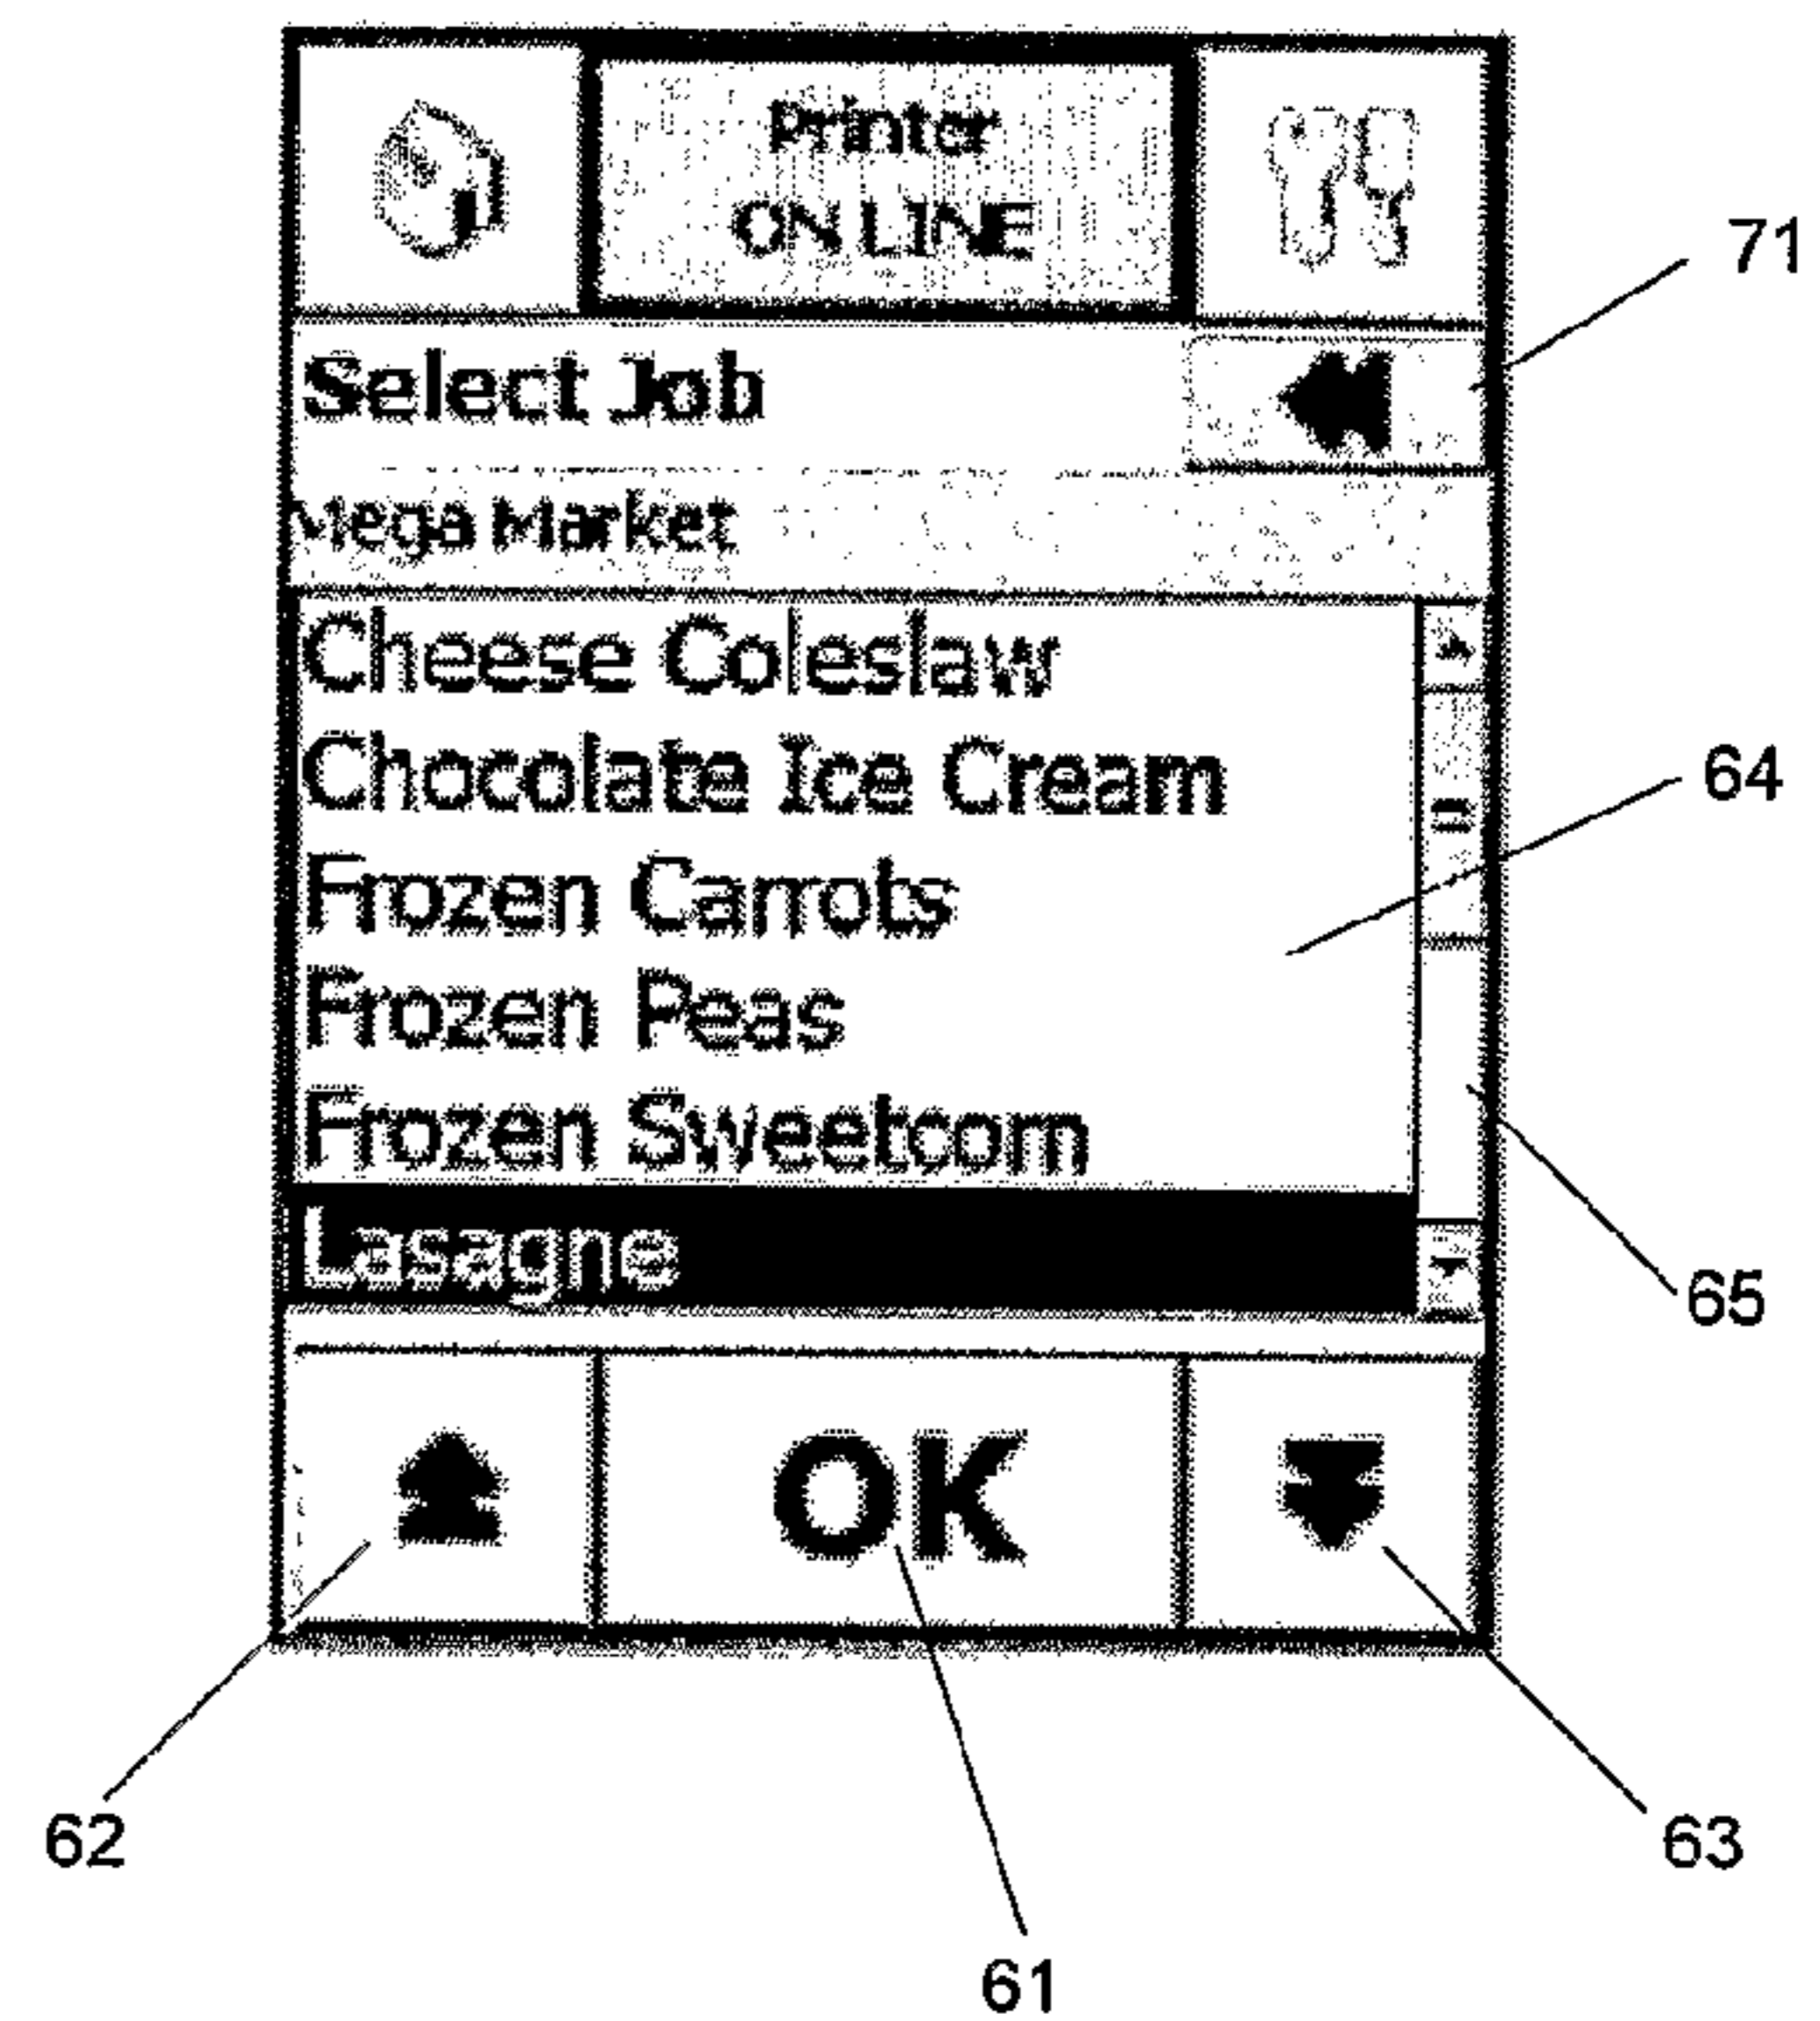 Printer
ON LINE
71
Select Job
Mega Market
Cheese Coleslaw
Chocolate Ice Cream
64
Frozen Carrots
Frozen Peas
Frozen Sweetcorn
Lasagne
65
OK
62
63
61